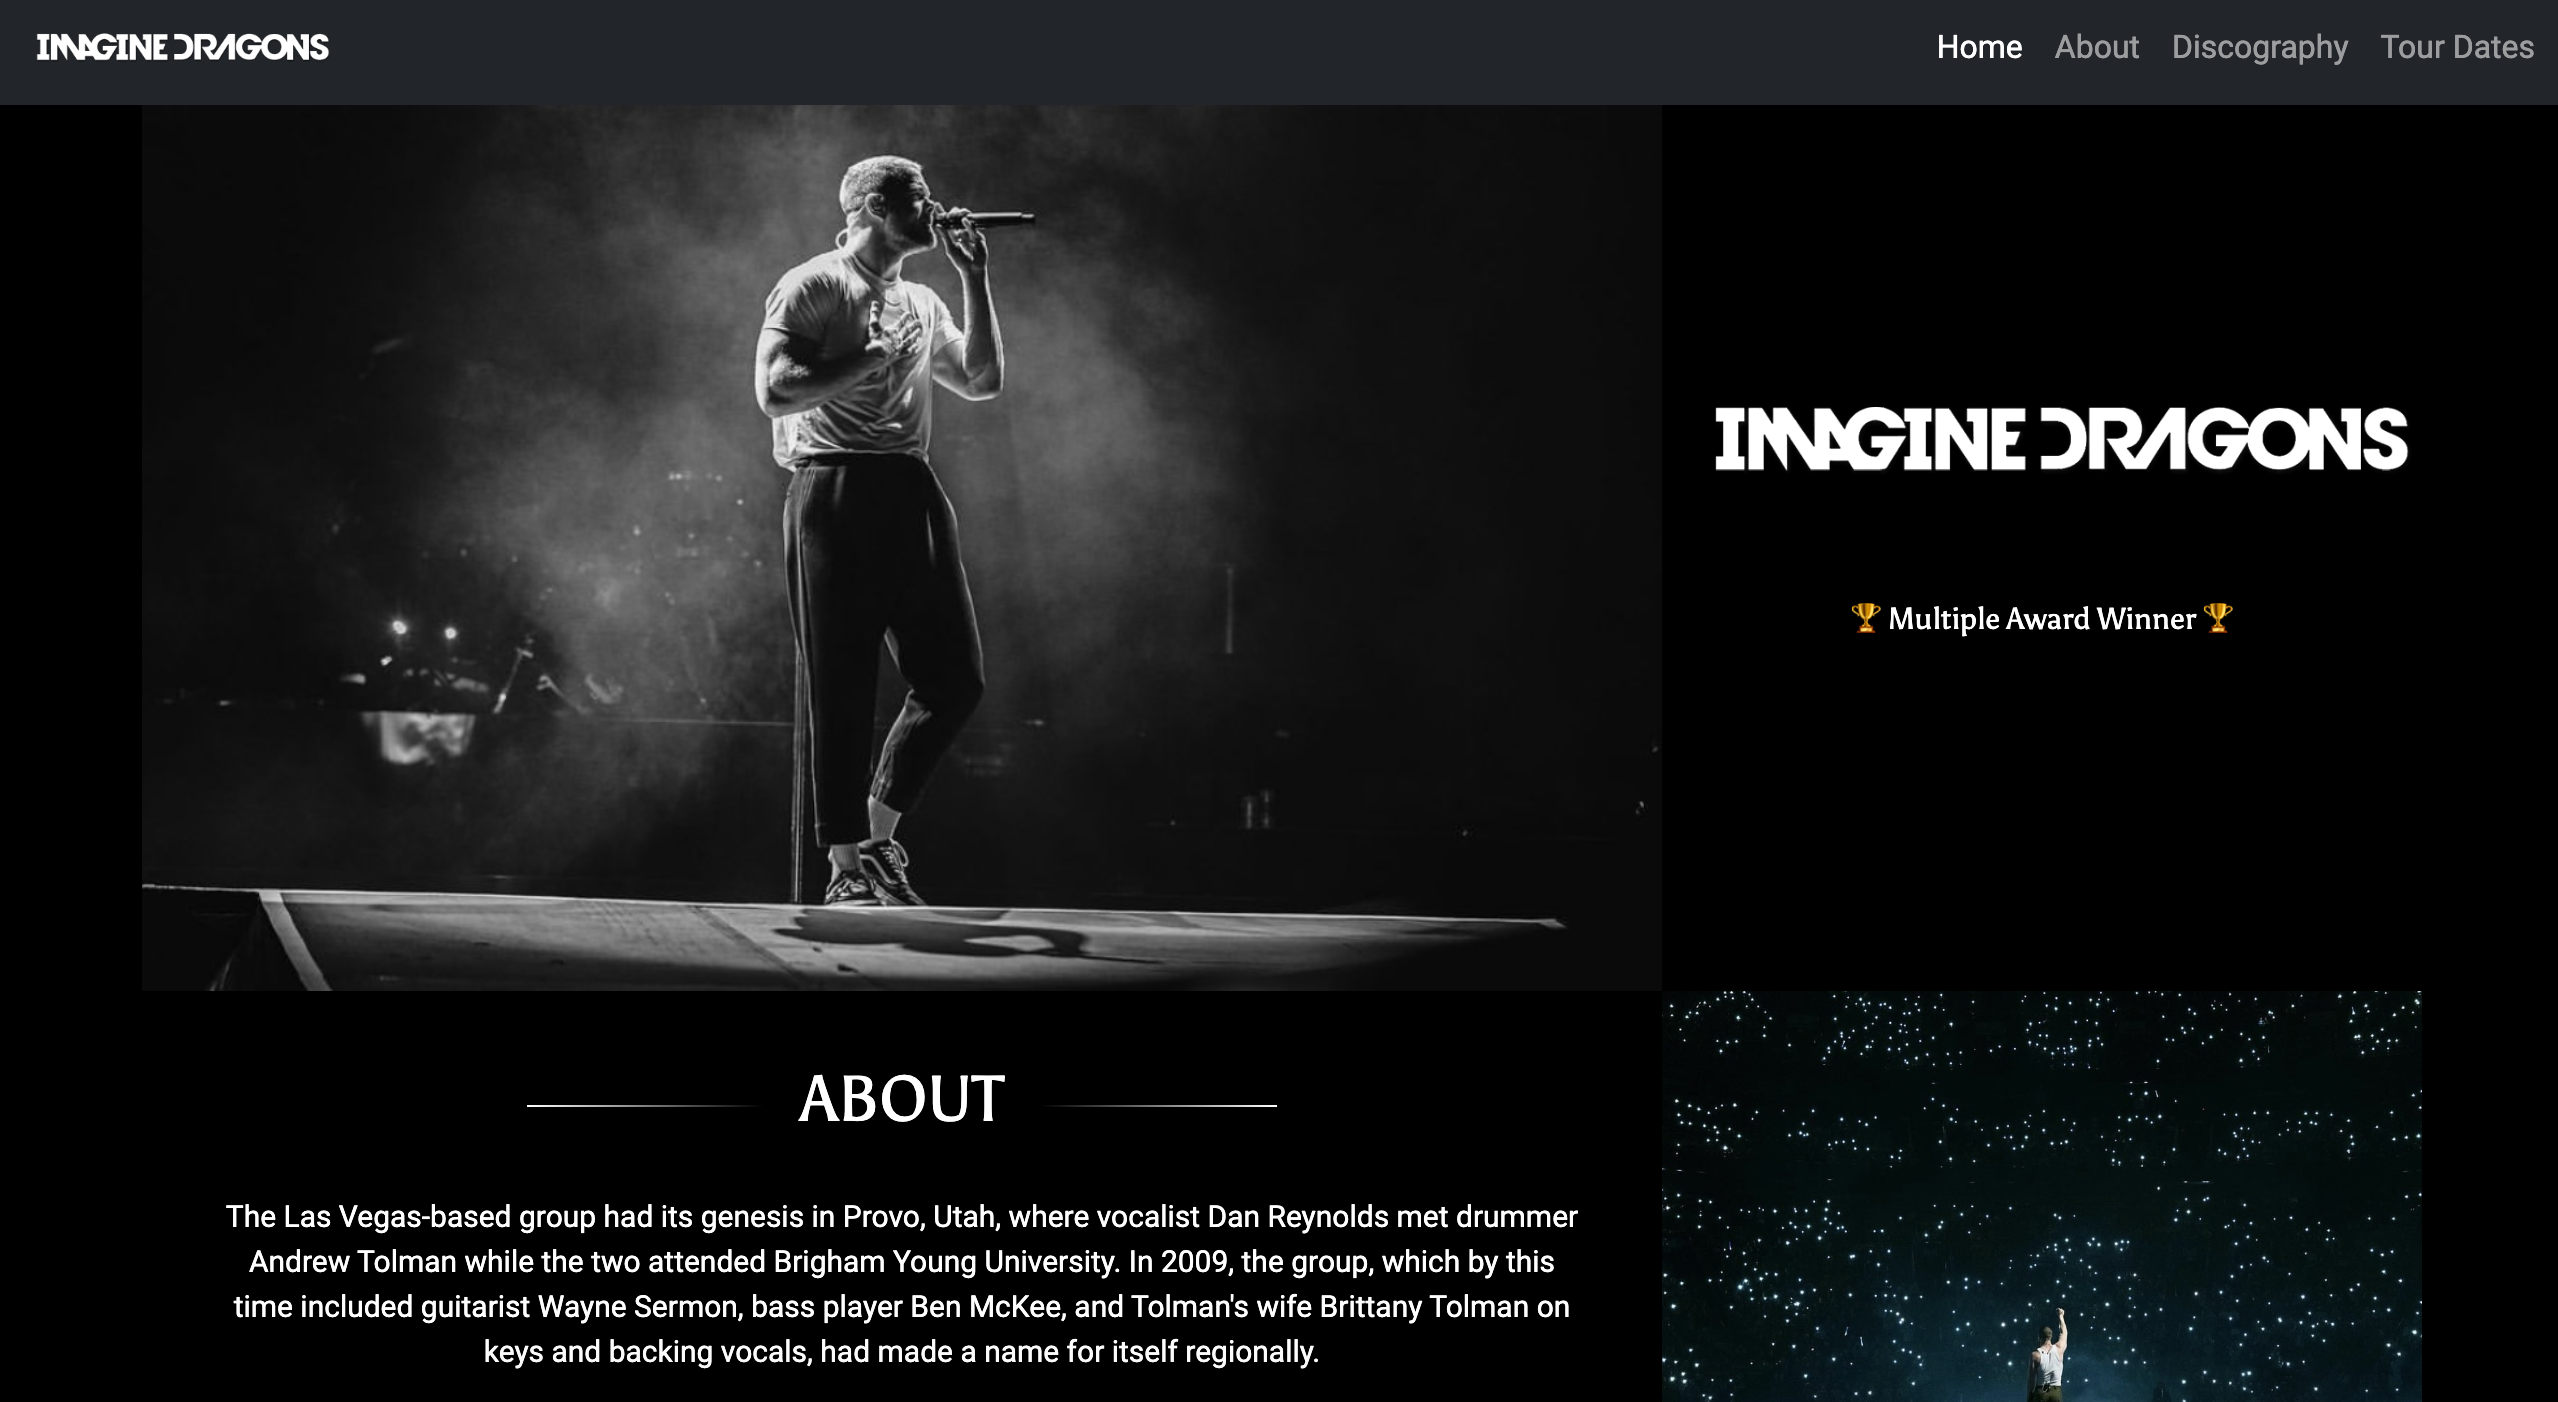 IMAGINE DRAGONS
Home About Discography Tour Dates
IMAGINE DRAGONS
🏆 Multiple Award Winner 🏆
ABOUT
The Las Vegas-based group had its genesis in Provo, Utah, where vocalist Dan Reynolds met drummer
Andrew Tolman while the two attended Brigham Young University. In 2009, the group, which by this
time included guitarist Wayne Sermon, bass player Ben McKee, and Tolman's wife Brittany Tolman on
keys and backing vocals, had made a name for itself regionally.